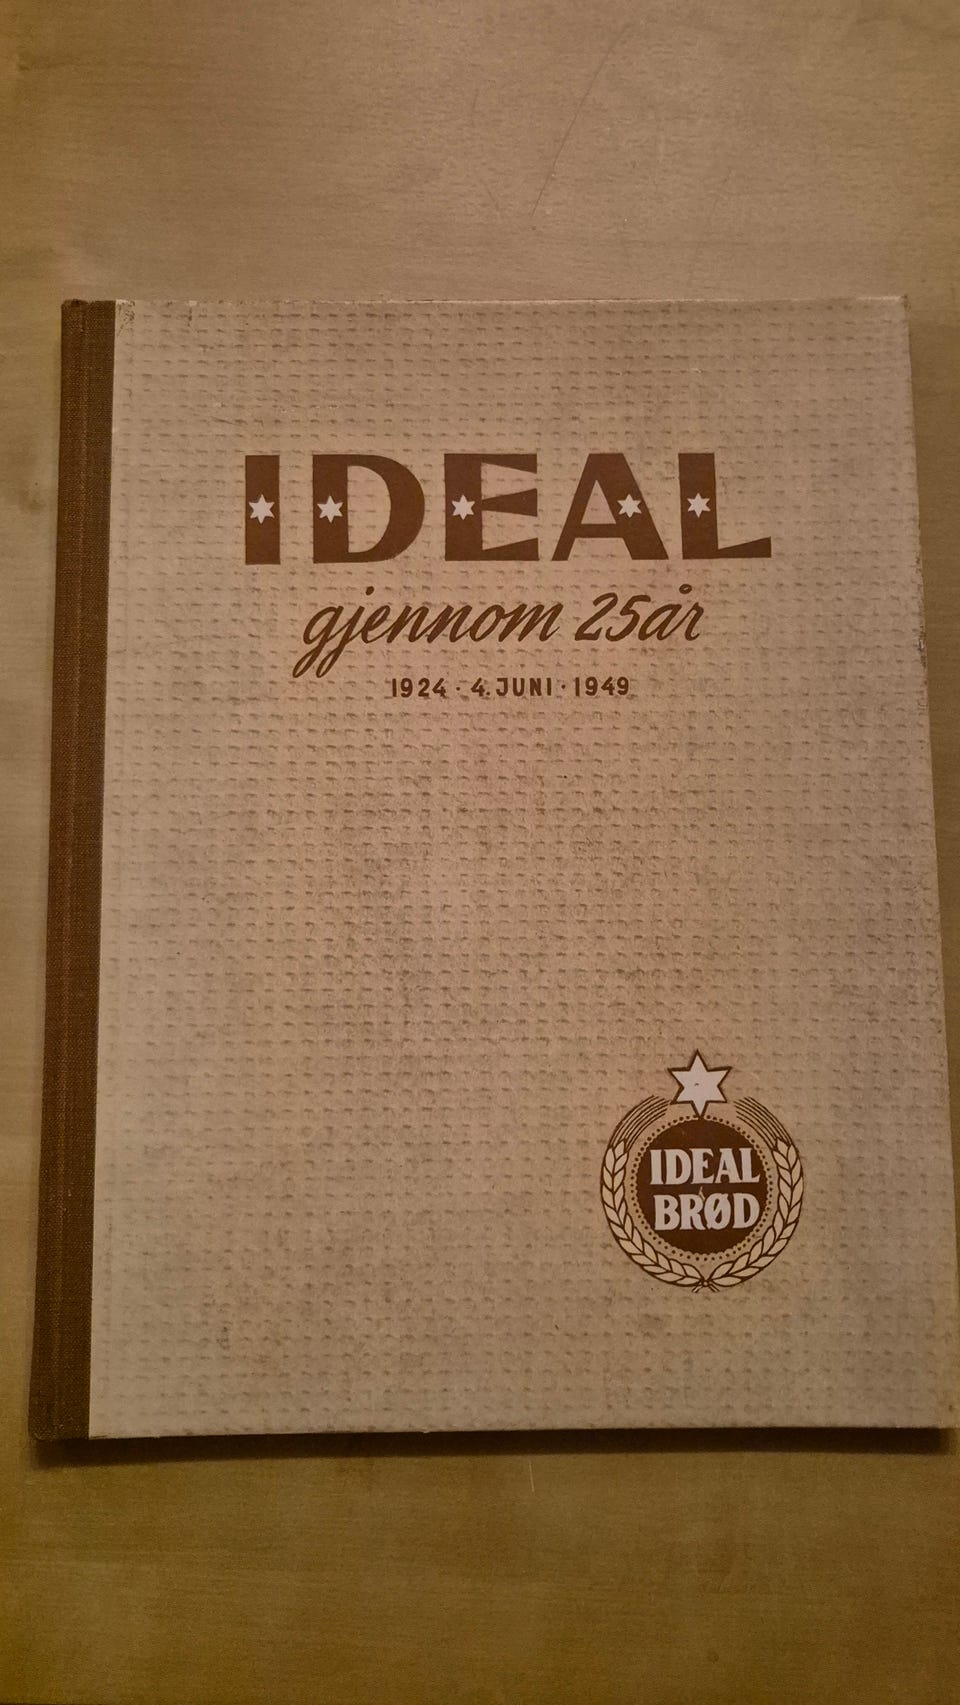 IDEAL
gjennom 25år
1924 · 4. JUNI · 1949
IDEAL
BRØD